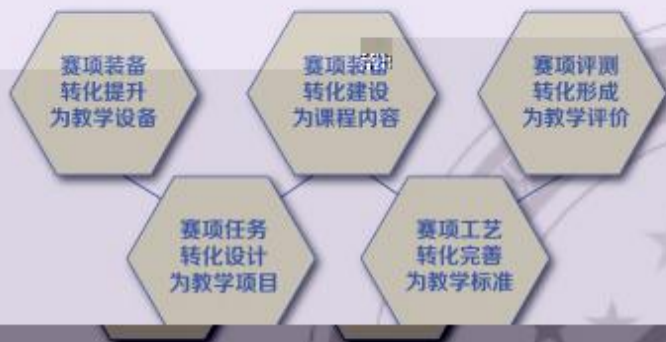 赛项装备
转化提升
为教学设备
赛项装备
转化建设
为课程内容
赛项评测
转化形成
为教学评价
赛项任务
转化设计
为教学项目
赛项工艺
转化完善
为教学标准